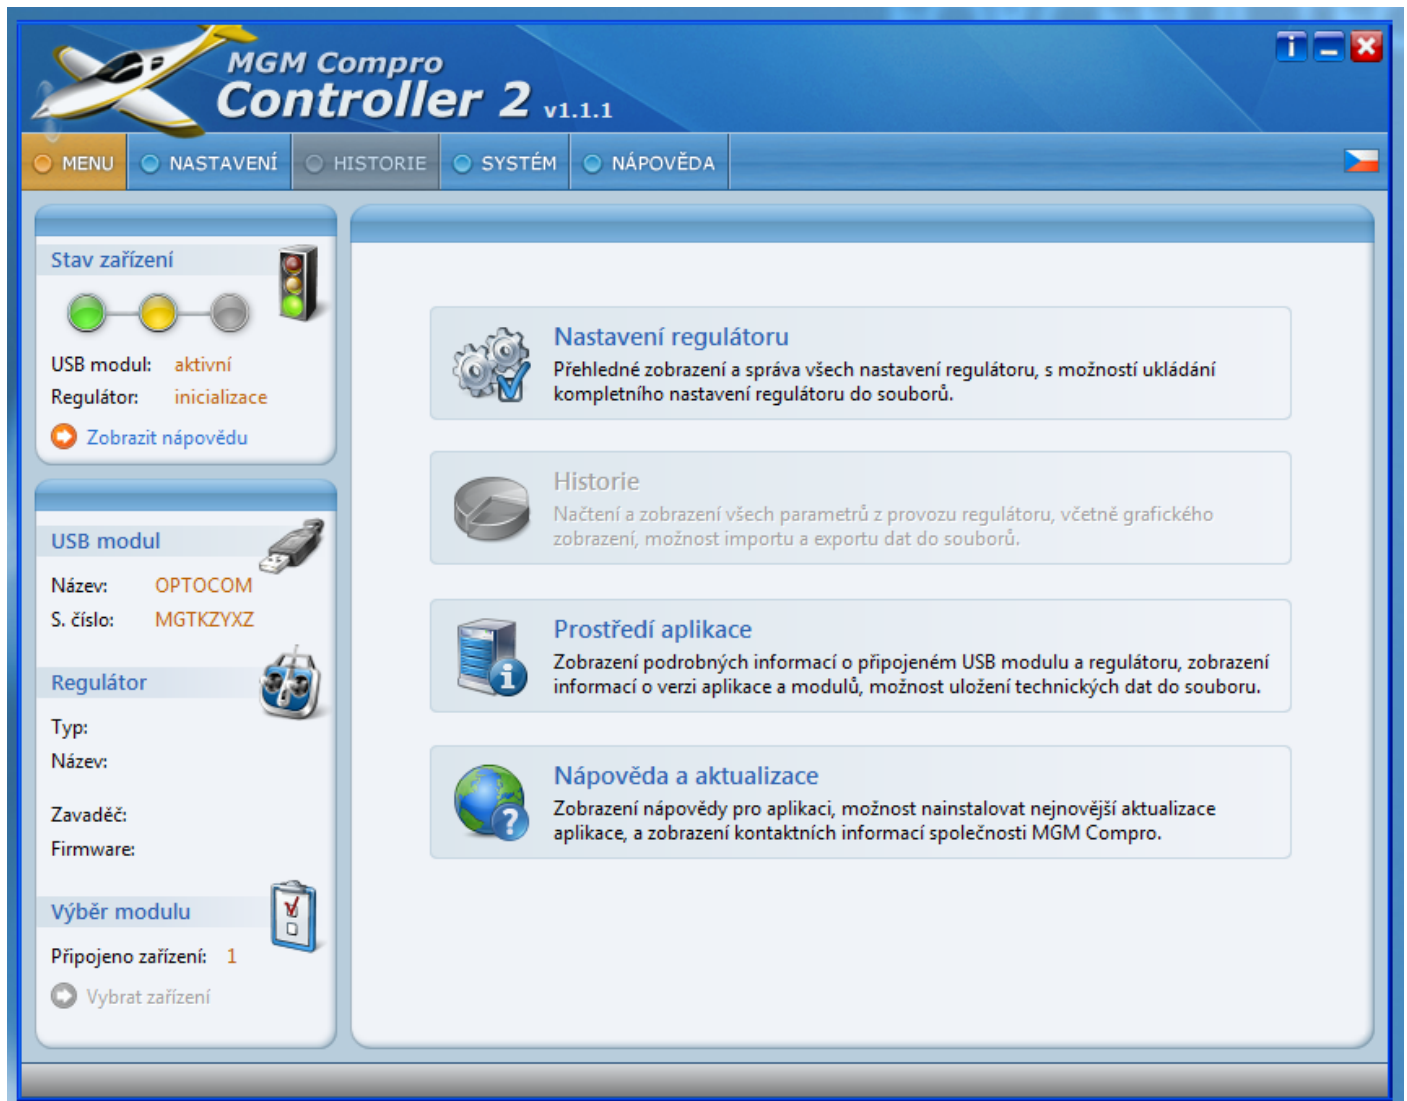 MGM Compro
Controller 2 v1.1.1
MENU NASTAVENÍ HISTORIE SYSTÉM NÁPOVĚDA
Stav zařízení
USB modul: aktivní
Regulátor: inicializace
Zobrazit nápovědu
USB modul
Název: OPTOCOM
S. číslo: MGTKZYXZ
Regulátor
Typ:
Název:
Zavaděč:
Firmware:
Výběr modulu
Připojeno zařízení: 1
Vybrat zařízení
Nastavení regulátoru
Přehledné zobrazení a správa všech nastavení regulátoru, s možností ukládání
kompletního nastavení regulátoru do souborů.
Historie
Načtení a zobrazení všech parametrů z provozu regulátoru, včetně grafického
zobrazení, možnost importu a exportu dat do souborů.
Prostředí aplikace
Zobrazení podrobných informací o připojeném USB modulu a regulátoru, zobrazení
informací o verzi aplikace a modulů, možnost uložení technických dat do souboru.
Nápověda a aktualizace
Zobrazení nápovědy pro aplikaci, možnost nainstalovat nejnovější aktualizace
aplikace, a zobrazení kontaktních informací společnosti MGM Compro.